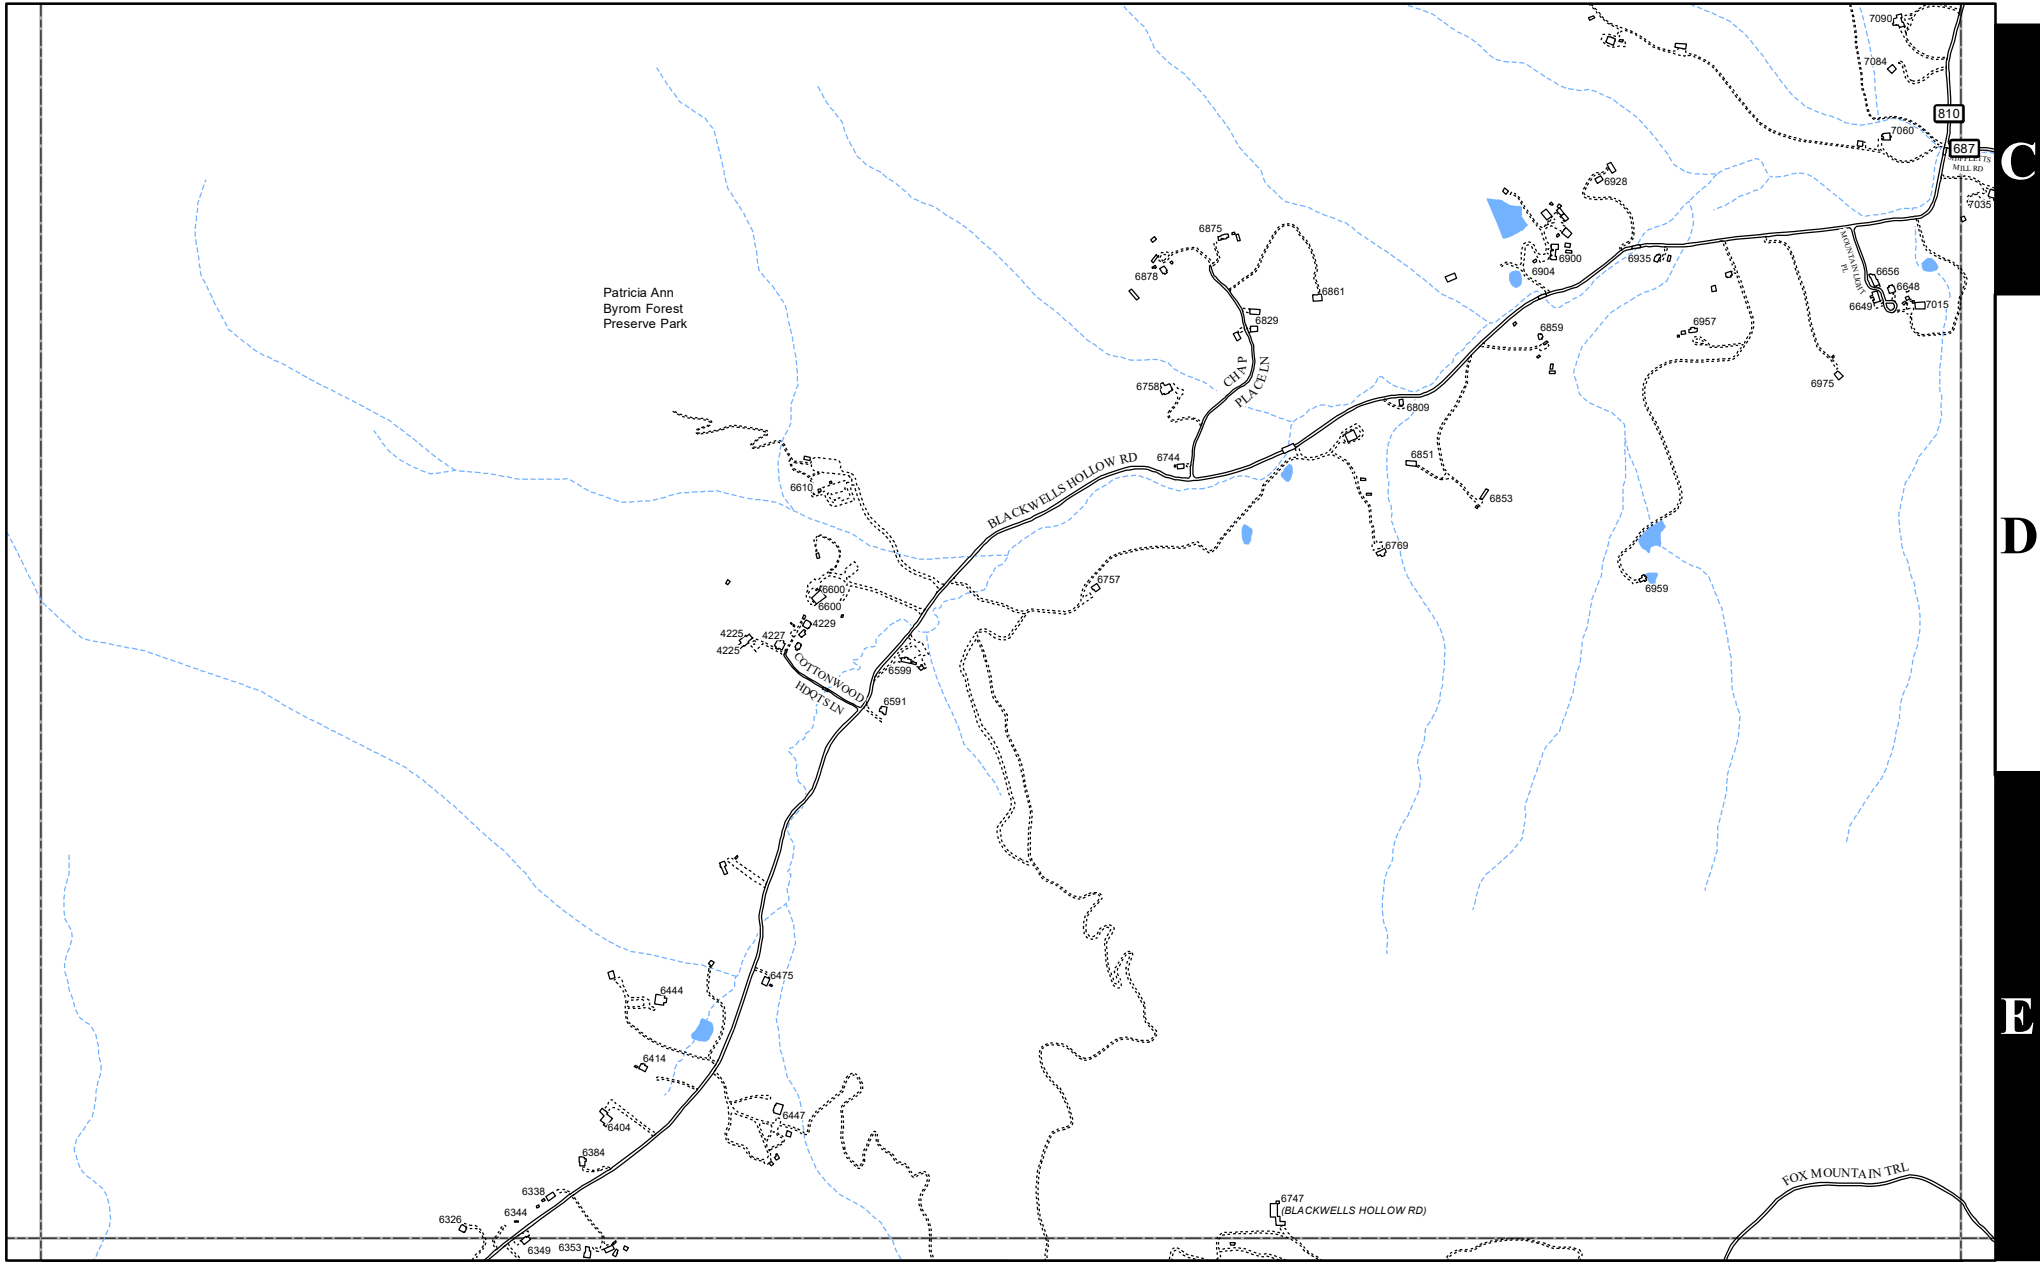 7090
7084
810
7060
687
C
SHIFFLETTS
MILL RD
6928
7035
6875
6900
6935
6904
6878
MOUNTAIN LIGHT
PL
6656
6648
6649
7015
Patricia Ann
Byrom Forest
Preserve Park
6861
6829
6859
6957
CHAP
PLACE LN
6758
6975
6809
6744
6851
BLACKWELLS HOLLOW RD
6610
6853
D
6769
6757
6959
6600
6600
4229
4225
4227
4225
COTTONWOOD
HDQTS LN
6599
6591
6475
6444
E
6414
6447
6404
6384
FOX MOUNTAIN TRL
6338
6747
(BLACKWELLS HOLLOW RD)
6344
6326
6349
6353